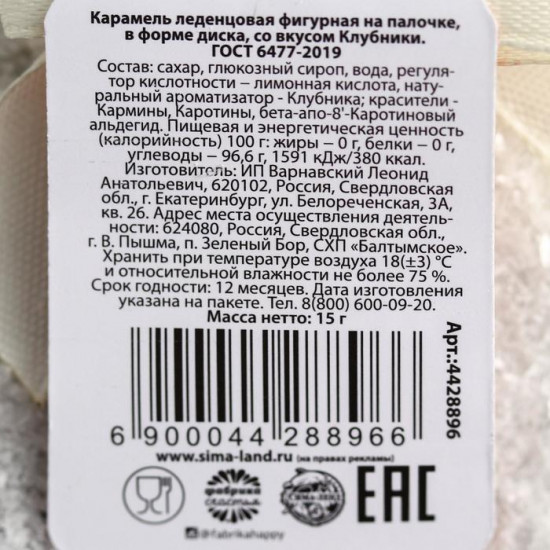 Карамель леденцовая фигурная на палочке,
в форме диска, со вкусом Клубники.
ГОСТ 6477-2019
Состав: сахар, глюкозный сироп, вода, регуля-
тор кислотности – лимонная кислота, нату-
ральный ароматизатор - Клубника; красители -
Кармины, Каротины, бета-апо-8'-Каротиновый
альдегид. Пищевая и энергетическая ценность
(калорийность) 100 г: жиры – 0 г, белки – 0 г,
углеводы – 96,6 г, 1591 кДж/380 ккал.
Изготовитель: ИП Варнавский Леонид
Анатольевич, 620102, Россия, Свердловская
обл., г. Екатеринбург, ул. Белореченская, 3А,
кв. 26. Адрес места осуществления деятель-
ности: 624080, Россия, Свердловская обл.,
г. В. Пышма, п. Зеленый Бор, СХП «Балтымское».
Хранить при температуре воздуха 18(±3) °С
и относительной влажности не более 75 %.
Срок годности: 12 месяцев. Дата изготовления
указана на пакете. Тел. 8(800) 600-09-20.
Масса нетто: 15 г
Арт.:4428896
6 900044 288966
www.sima-land.ru (на правах рекламы)
фабрика
счастья
СИМА-ЛЕНД
EAC
@fabrikahappy